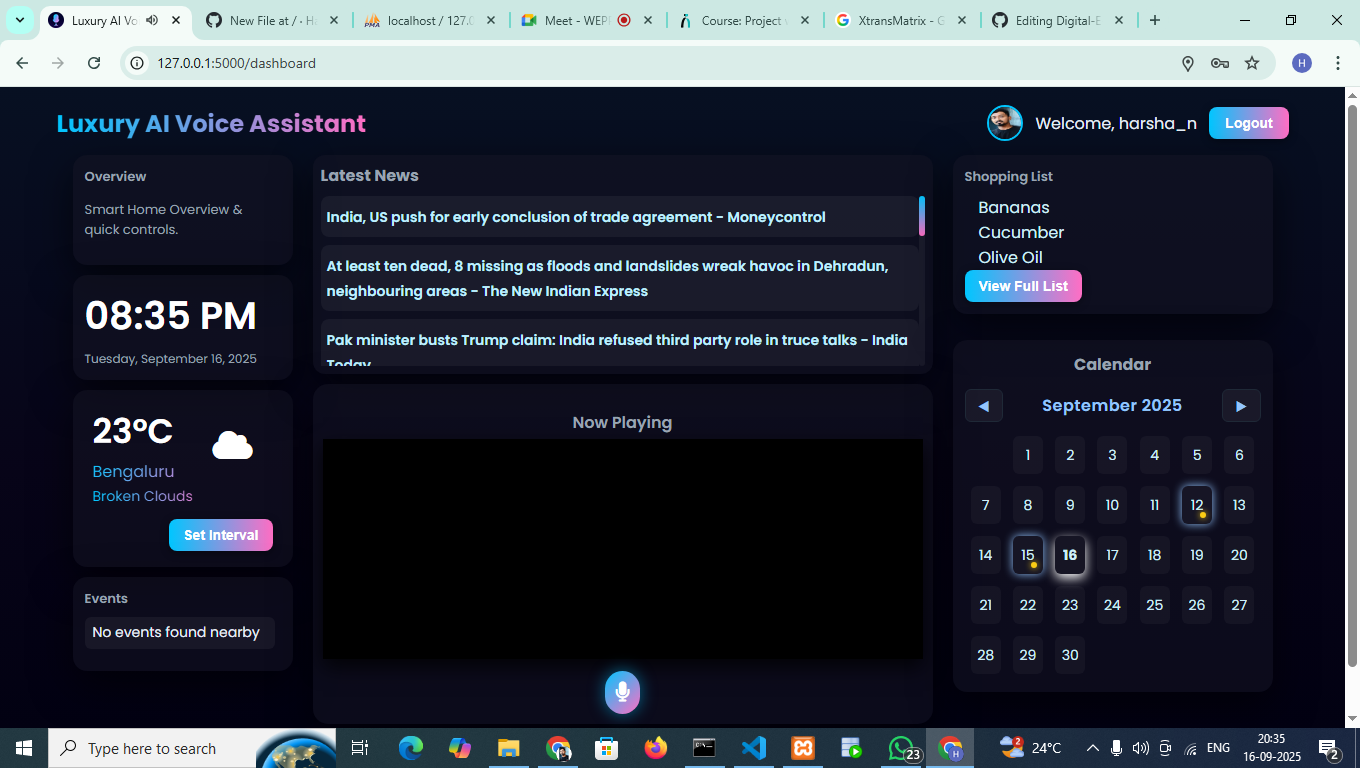 Luxury AI Vo
New File at / · H
localhost / 127.0
Meet - WEP
Course: Project
XtransMatrix - G
Editing Digital-E
127.0.0.1:5000/dashboard
H
Luxury AI Voice Assistant
Welcome, harsha_n
Logout
Overview
Smart Home Overview &
quick controls.
08:35 PM
Tuesday, September 16, 2025
23°C
Bengaluru
Broken Clouds
Set Interval
Events
No events found nearby
Latest News
India, US push for early conclusion of trade agreement - Moneycontrol
At least ten dead, 8 missing as floods and landslides wreak havoc in Dehradun,
neighbouring areas - The New Indian Express
Pak minister busts Trump claim: India refused third party role in truce talks - India
Today
Now Playing
Shopping List
Bananas
Cucumber
Olive Oil
View Full List
Calendar
September 2025
1 2 3 4 5 6
7 8 9 10 11 12 13
14 15 16 17 18 19 20
21 22 23 24 25 26 27
28 29 30
Type here to search
23
H
2
24°C
ENG
20:35
16-09-2025
2